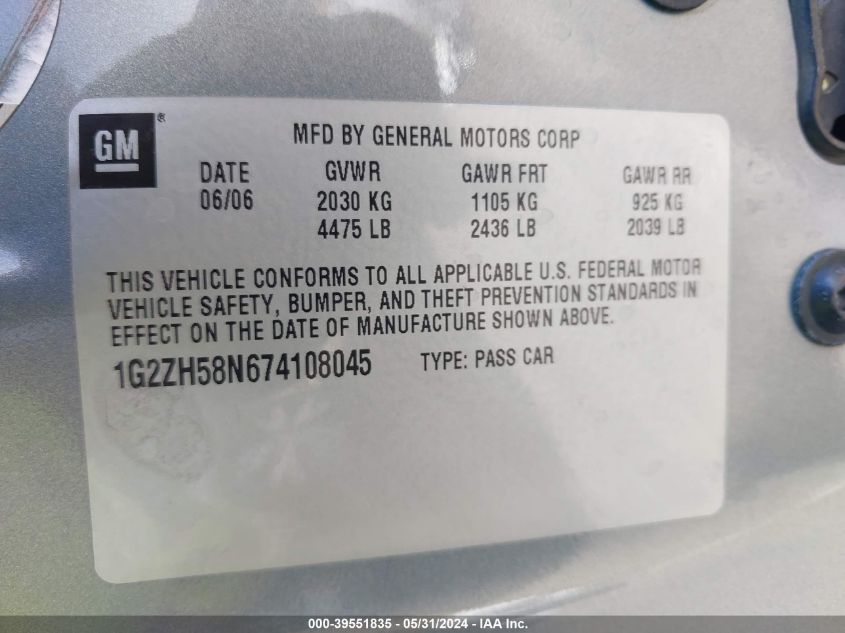 GM ®
MFD BY GENERAL MOTORS CORP
DATE GVWR GAWR FRT GAWR RR
06/06 2030 KG 1105 KG 925 KG
4475 LB 2436 LB 2039 LB
THIS VEHICLE CONFORMS TO ALL APPLICABLE U.S. FEDERAL MOTOR
VEHICLE SAFETY, BUMPER, AND THEFT PREVENTION STANDARDS IN
EFFECT ON THE DATE OF MANUFACTURE SHOWN ABOVE.
1G2ZH58N674108045 TYPE: PASS CAR
000-39551835 - 05/31/2024 - IAA Inc.